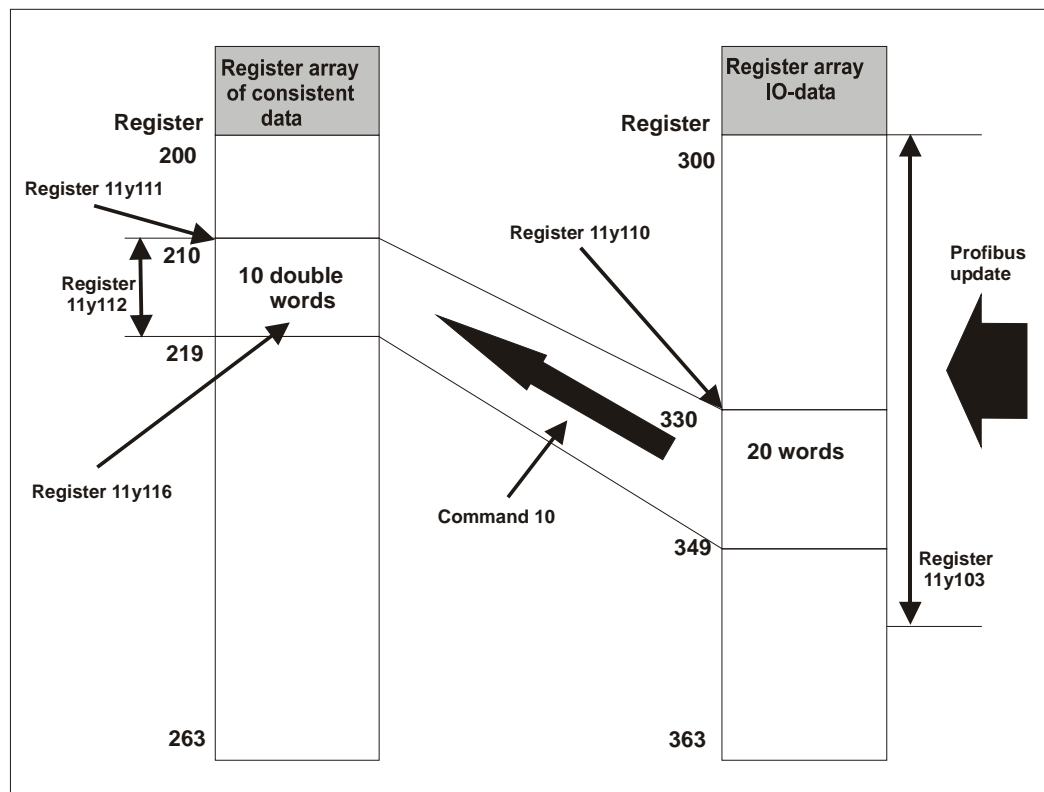 Register array
of consistent
data
Register array
IO-data
Register
200
Register
300
Register 11y111
210
Register
11y112
10 double
words
219
Register 11y110
Profibus
update
330
20 words
Register 11y116
Command 10
349
Register
11y103
263
363